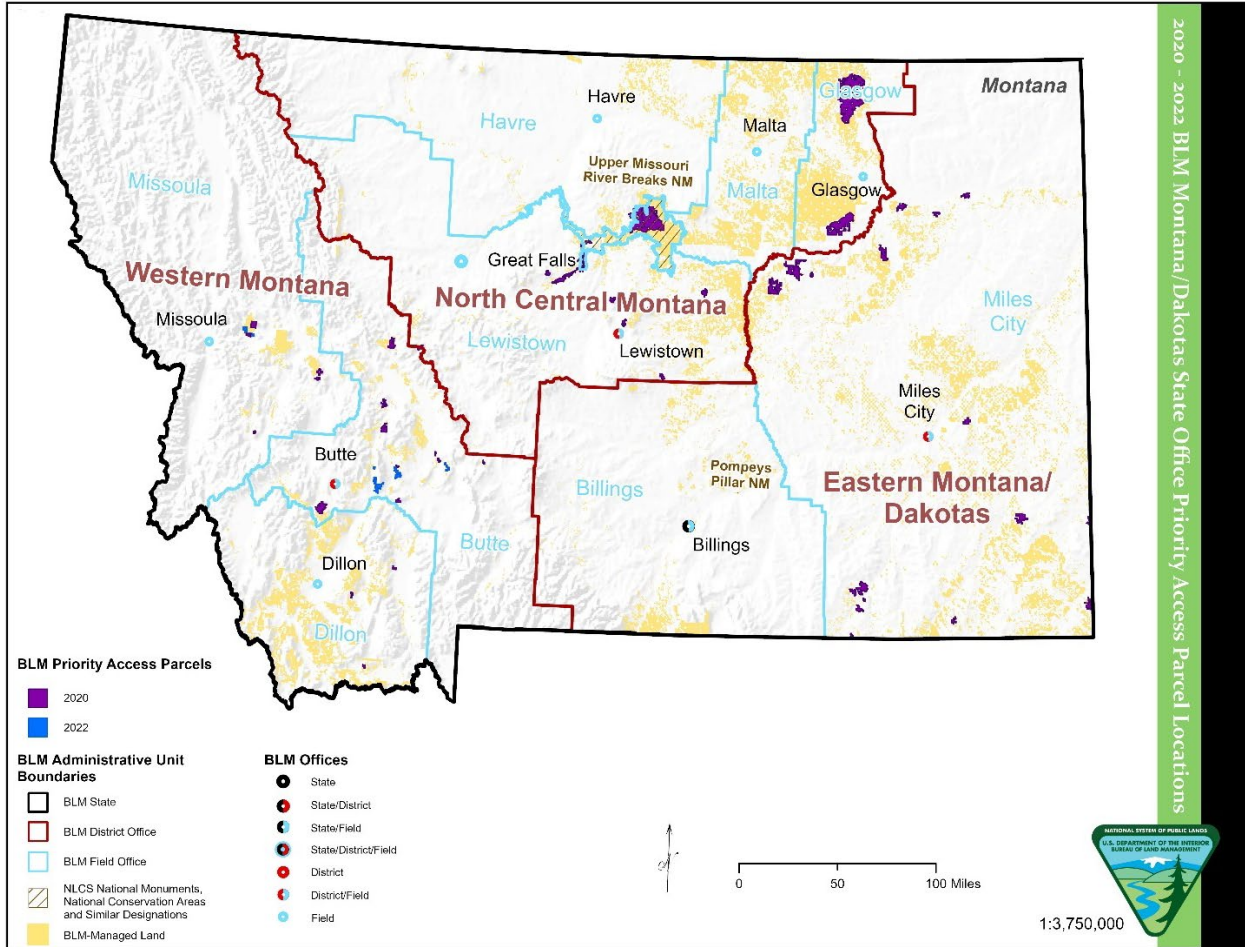 2020 - 2022 BLM Montana/Dakotas State Office Priority Access Parcel Locations
Montana
Havre
Havre
Glasgow
Malta
Upper Missouri
River Breaks NM
Missoula
Malta
Glasgow
Great Falls
Western Montana
North Central Montana
Miles
City
Missoula
Lewistown
Lewistown
Miles
City
Butte
Pompeys
Pillar NM
Billings
Eastern Montana/
Dakotas
Butte
Billings
Dillon
Dillon
BLM Priority Access Parcels
2020
2022
BLM Administrative Unit
Boundaries
BLM State
BLM District Office
BLM Field Office
NLCS National Monuments,
National Conservation Areas
and Similar Designations
BLM-Managed Land
BLM Offices
State
State/District
State/Field
State/District/Field
District
District/Field
Field
N
0 50 100 Miles
1:3,750,000
NATIONAL SYSTEM OF PUBLIC LANDS
U.S. DEPARTMENT OF THE INTERIOR
BUREAU OF LAND MANAGEMENT